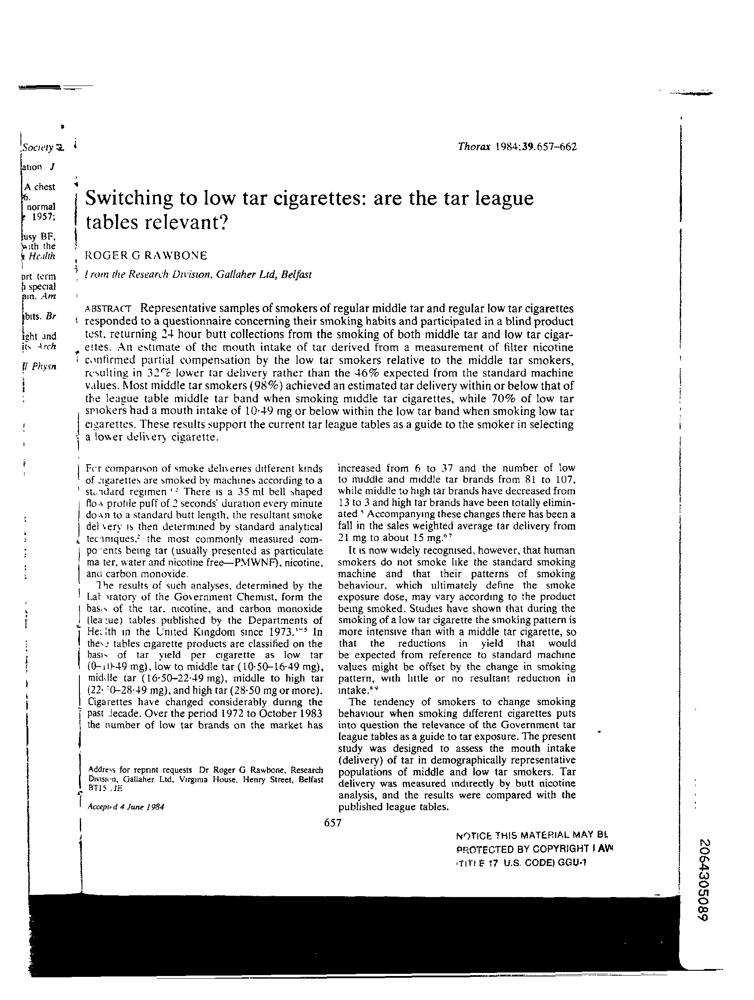 Society
ation J
A chest
6.
normal
1957;
usy BF,
with the
Health
ort term
special
ain. Am
ibits. Br
ight and
its Arch
Physn
Thorax 1984;39.657–662
Switching to low tar cigarettes: are the tar league
tables relevant?
ROGER G RAWBONE
From the Research Division, Gallaher Ltd, Belfast
ABSTRACT Representative samples of smokers of regular middle tar and regular low tar cigarettes
responded to a questionnaire concerning their smoking habits and participated in a blind product
test, returning 24 hour butt collections from the smoking of both middle tar and low tar cigar-
ettes. An estimate of the mouth intake of tar derived from a measurement of filter nicotine
confirmed partial compensation by the low tar smokers relative to the middle tar smokers,
resulting in 32% lower tar delivery rather than the 46% expected from the standard machine
values. Most middle tar smokers (98%) achieved an estimated tar delivery within or below that of
the league table middle tar band when smoking middle tar cigarettes, while 70% of low tar
smokers had a mouth intake of 10·49 mg or below within the low tar band when smoking low tar
cigarettes. These results support the current tar league tables as a guide to the smoker in selecting
a lower delivery cigarette.
For comparison of smoke deliveries different kinds
of cigarettes are smoked by machines according to a
standard regimen There is a 35 ml bell shaped
flow profile puff of 2 seconds' duration every minute
down to a standard butt length, the resultant smoke
delivery is then determined by standard analytical
techniques,² the most commonly measured com-
ponents being tar (usually presented as particulate
matter, water and nicotine free—PMWNF), nicotine,
and carbon monoxide.
The results of such analyses, determined by the
Laboratory of the Government Chemist, form the
basis of the tar, nicotine, and carbon monoxide
(league) tables published by the Departments of
Health in the United Kingdom since 1973.³⁻⁵ In
these tables cigarette products are classified on the
basis of tar yield per cigarette as low tar
(0–10·49 mg), low to middle tar (10·50–16·49 mg),
middle tar (16·50–22·49 mg), middle to high tar
(22·50–28·49 mg), and high tar (28·50 mg or more).
Cigarettes have changed considerably during the
past decade. Over the period 1972 to October 1983
the number of low tar brands on the market has
Address for reprint requests Dr Roger G Rawbone, Research
Division, Gallaher Ltd, Virginia House, Henry Street, Belfast
BT15 JE
Accepted 4 June 1984
increased from 6 to 37 and the number of low
to middle and middle tar brands from 81 to 107,
while middle to high tar brands have decreased from
13 to 3 and high tar brands have been totally elimin-
ated Accompanying these changes there has been a
fall in the sales weighted average tar delivery from
21 mg to about 15 mg.⁶ ⁷
It is now widely recognised, however, that human
smokers do not smoke like the standard smoking
machine and that their patterns of smoking
behaviour, which ultimately define the smoke
exposure dose, may vary according to the product
being smoked. Studies have shown that during the
smoking of a low tar cigarette the smoking pattern is
more intensive than with a middle tar cigarette, so
that the reductions in yield that would
be expected from reference to standard machine
values might be offset by the change in smoking
pattern, with little or no resultant reduction in
intake.⁸ ⁹
The tendency of smokers to change smoking
behaviour when smoking different cigarettes puts
into question the relevance of the Government tar
league tables as a guide to tar exposure. The present
study was designed to assess the mouth intake
(delivery) of tar in demographically representative
populations of middle and low tar smokers. Tar
delivery was measured indirectly by butt nicotine
analysis, and the results were compared with the
published league tables.
657
NOTICE THIS MATERIAL MAY BE
PROTECTED BY COPYRIGHT LAW
(TITLE 17 U.S. CODE) GGU-1
2064305089